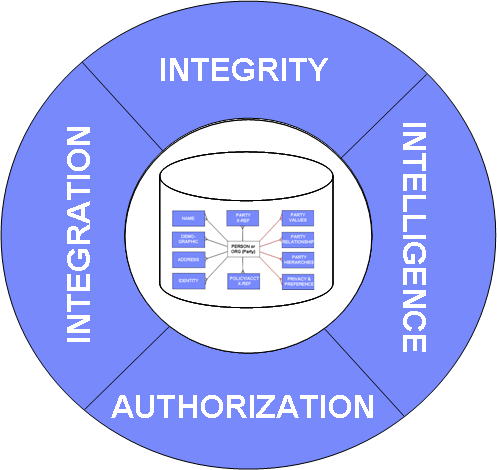 INTEGRITY
INTEGRATION
INTELLIGENCE
AUTHORIZATION
NAME
PARTY
X-REF
PARTY
VALUES
DEMO-
GRAPHIC
PERSON or
ORG (Party)
PARTY
RELATIONSHIP
ADDRESS
PARTY
HIERARCHIES
IDENTITY
POLICY/ACCT
X-REF
PRIVACY &
PREFERENCE